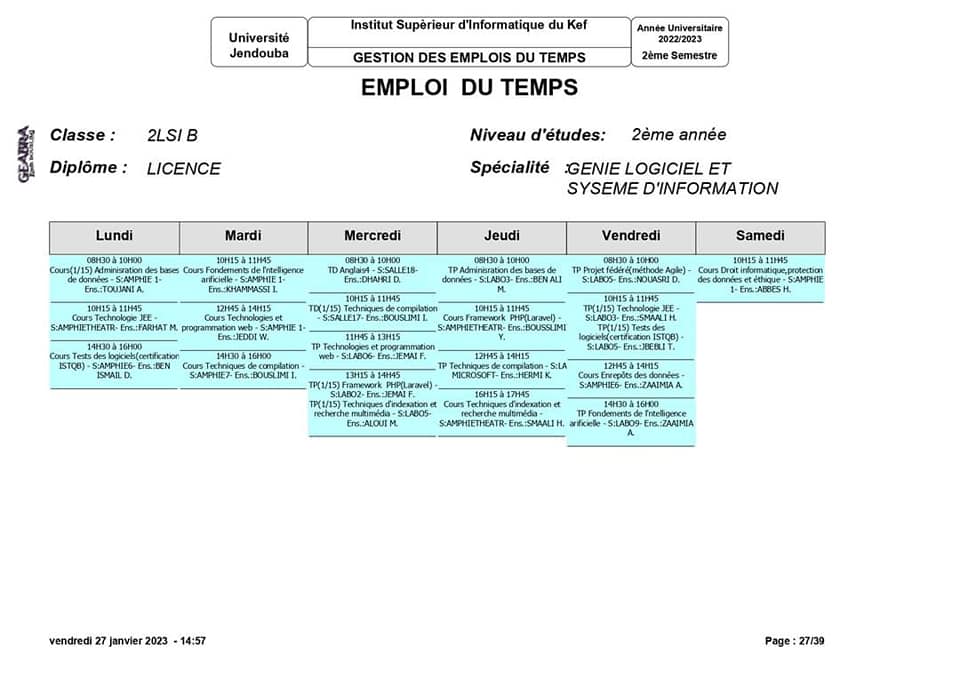 Université
Jendouba
Institut Supèrieur d'Informatique du Kef
GESTION DES EMPLOIS DU TEMPS
Année Universitaire
2022/2023
2ème Semestre
EMPLOI DU TEMPS
GEABRA
Classe : 2LSI B
Niveau d'études: 2ème année
Diplôme : LICENCE
Spécialité :GENIE LOGICIEL ET
SYSEME D'INFORMATION
Lundi
08H30 à 10H00
Cours(1/15) Adminisration des bases
de données - S:AMPHIE 1-
Ens.:TOUJANI A.
10H15 à 11H45
Cours Technologie JEE -
S:AMPHIETHEATR- Ens.:FARHAT M.
14H30 à 16H00
Cours Tests des logiciels(certification
ISTQB) - S:AMPHIE6- Ens.:BEN
ISMAIL D.
Mardi
10H15 à 11H45
Cours Fondements de l'intelligence
arificielle - S:AMPHIE 1-
Ens.:KHAMMASSI I.
12H45 à 14H15
Cours Technologies et
programmation web - S:AMPHIE 1-
Ens.:JEDDI W.
14H30 à 16H00
Cours Techniques de compilation -
S:AMPHIE7- Ens.:BOUSLIMI I.
Mercredi
08H30 à 10H00
TD Anglais4 - S:SALLE18-
Ens.:DHAHRI D.
10H15 à 11H45
TD(1/15) Techniques de compilation
- S:SALLE17- Ens.:BOUSLIMI I.
11H45 à 13H15
TP Technologies et programmation
web - S:LABO6- Ens.:JEMAI F.
13H15 à 14H45
TP(1/15) Framework PHP(Laravel) -
S:LABO2- Ens.:JEMAI F.
TP(1/15) Techniques d'indexation et
recherche multimédia - S:LABO5-
Ens.:ALOUI M.
Jeudi
08H30 à 10H00
TP Adminisration des bases de
données - S:LABO3- Ens.:BEN ALI
M.
10H15 à 11H45
Cours Framework PHP(Laravel) -
S:AMPHIETHEATR- Ens.:BOUSSLIMI
Y.
12H45 à 14H15
TP Techniques de compilation - S:LA
MICROSOFT- Ens.:HERMI K.
16H15 à 17H45
Cours Techniques d'indexation et
recherche multimédia -
S:AMPHIETHEATR- Ens.:SMAALI H.
Vendredi
08H30 à 10H00
TP Projet fédéré(méthode Agile) -
S:LABO5- Ens.:NOUASRI D.
10H15 à 11H45
TP(1/15) Technologie JEE -
S:LABO3- Ens.:SMAALI H.
TP(1/15) Tests des
logiciels(certification ISTQB) -
S:LABO5- Ens.:JBEBLI T.
12H45 à 14H15
Cours Enrepôts des données -
S:AMPHIE6- Ens.:ZAAIMIA A.
14H30 à 16H00
TP Fondements de l'intelligence
arificielle - S:LABO9- Ens.:ZAAIMIA
A.
Samedi
10H15 à 11H45
Cours Droit informatique,protection
des données et éthique - S:AMPHIE
1- Ens.:ABBES H.
vendredi 27 janvier 2023 - 14:57
Page : 27/39